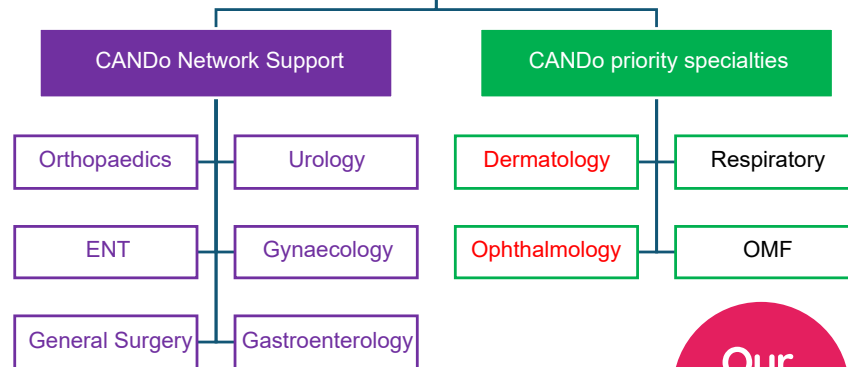 CANDo Network Support
CANDo priority specialties
Orthopaedics
Urology
Dermatology
Respiratory
ENT
Gynaecology
Ophthalmology
OMF
General Surgery
Gastroenterology
Our